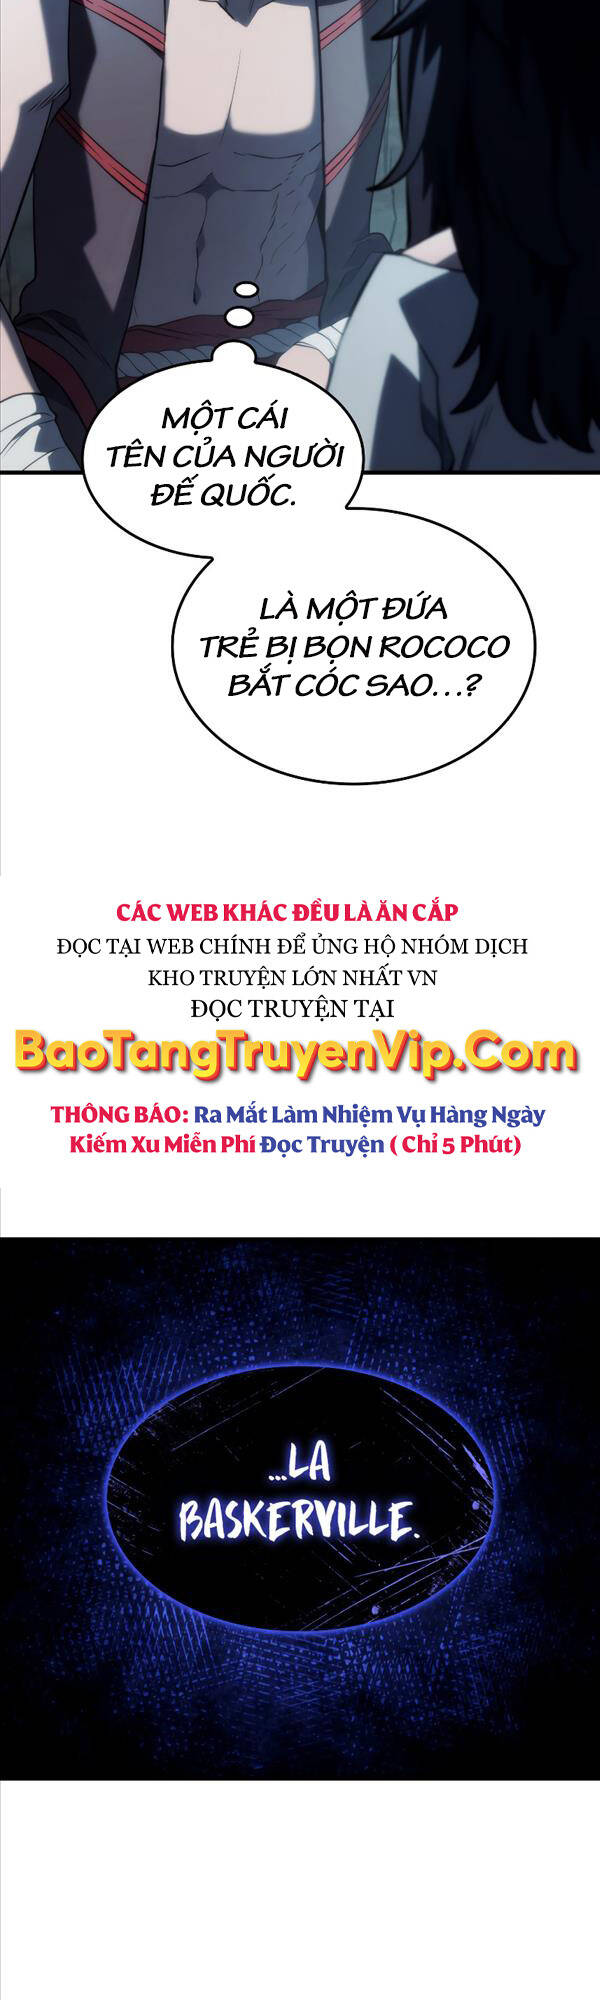 MỘT CÁI
TÊN CỦA NGƯỜI
ĐẾ QUỐC.
LÀ MỘT ĐỨA
TRẺ BỊ BỌN ROCOCO
BẮT CÓC SAO...?
CÁC WEB KHÁC ĐỀU LÀ ĂN CẮP
ĐỌC TẠI WEB CHÍNH ĐỂ ỦNG HỘ NHÓM DỊCH
KHO TRUYỆN LỚN NHẤT VN
ĐỌC TRUYỆN TẠI
BaoTangTruyenVip.Com
THÔNG BÁO: Ra Mắt Làm Nhiệm Vụ Hàng Ngày
Kiếm Xu Miễn Phí Đọc Truyện ( Chỉ 5 Phút)
...LA
BASKERVILLE.